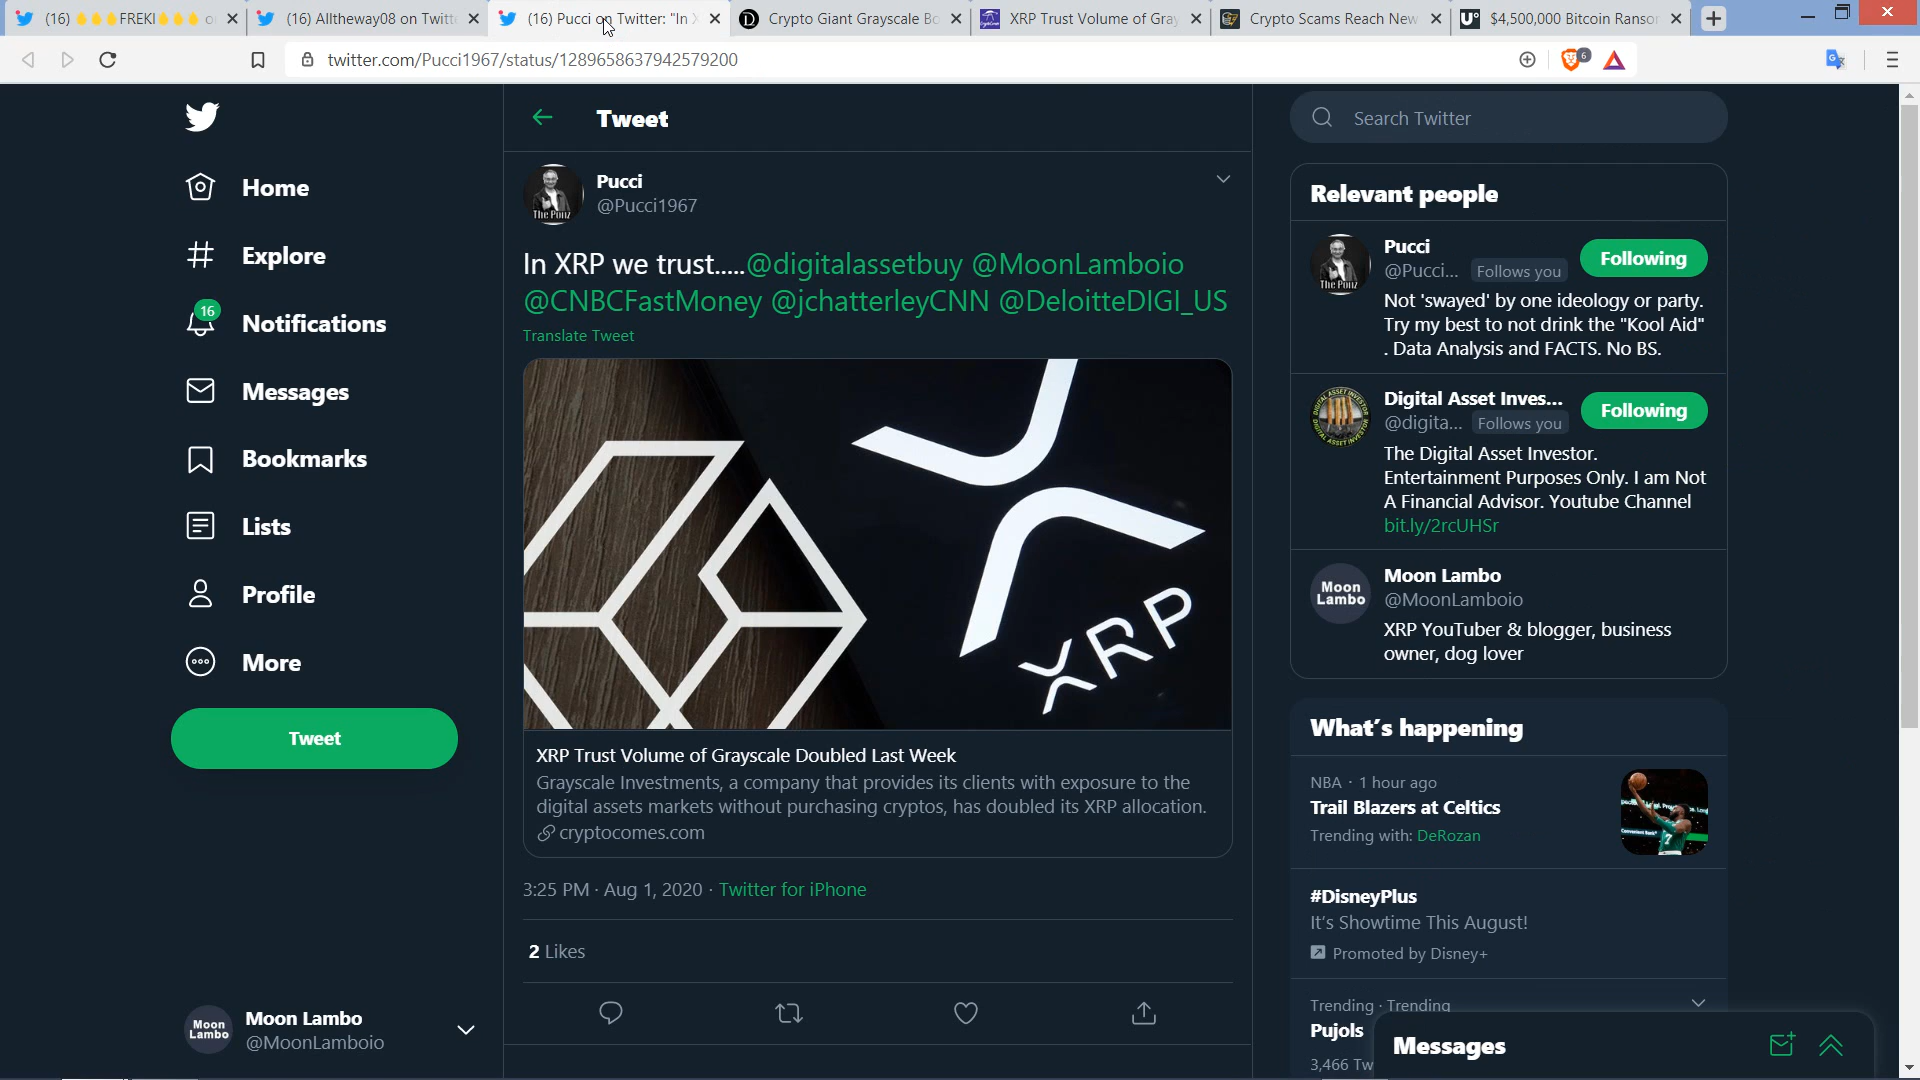 (16) 🔥🔥🔥FREKI🔥🔥🔥 o
(16) Alltheway08 on Twitt
(16) Pucci on Twitter: "In X
Crypto Giant Grayscale Bo
XRP Trust Volume of Gray
Crypto Scams Reach New
$4,500,000 Bitcoin Ransor
twitter.com/Pucci1967/status/1289658637942579200
6
Home
Explore
16
Notifications
Messages
Bookmarks
Lists
Profile
More
Tweet
Moon Lambo
Moon Lambo
@MoonLamboio
Tweet
Pucci
@Pucci1967
In XRP we trust.....@digitalassetbuy @MoonLamboio
@CNBCFastMoney @jchatterleyCNN @DeloitteDIGI_US
Translate Tweet
XRP
XRP Trust Volume of Grayscale Doubled Last Week
Grayscale Investments, a company that provides its clients with exposure to the
digital assets markets without purchasing cryptos, has doubled its XRP allocation.
cryptocomes.com
3:25 PM · Aug 1, 2020 · Twitter for iPhone
2 Likes
Search Twitter
Relevant people
Pucci
@Pucci... Follows you
Following
Not 'swayed' by one ideology or party.
Try my best to not drink the "Kool Aid"
. Data Analysis and FACTS. No BS.
Digital Asset Inves...
@digita... Follows you
Following
The Digital Asset Investor.
Entertainment Purposes Only. I am Not
A Financial Advisor. Youtube Channel
bit.ly/2rcUHSr
Moon Lambo
Moon Lambo
@MoonLamboio
XRP YouTuber & blogger, business
owner, dog lover
What's happening
NBA · 1 hour ago
Trail Blazers at Celtics
Trending with: DeRozan
#DisneyPlus
It's Showtime This August!
Promoted by Disney+
Trending · Trending
Pujols
3,466 Tw
Messages